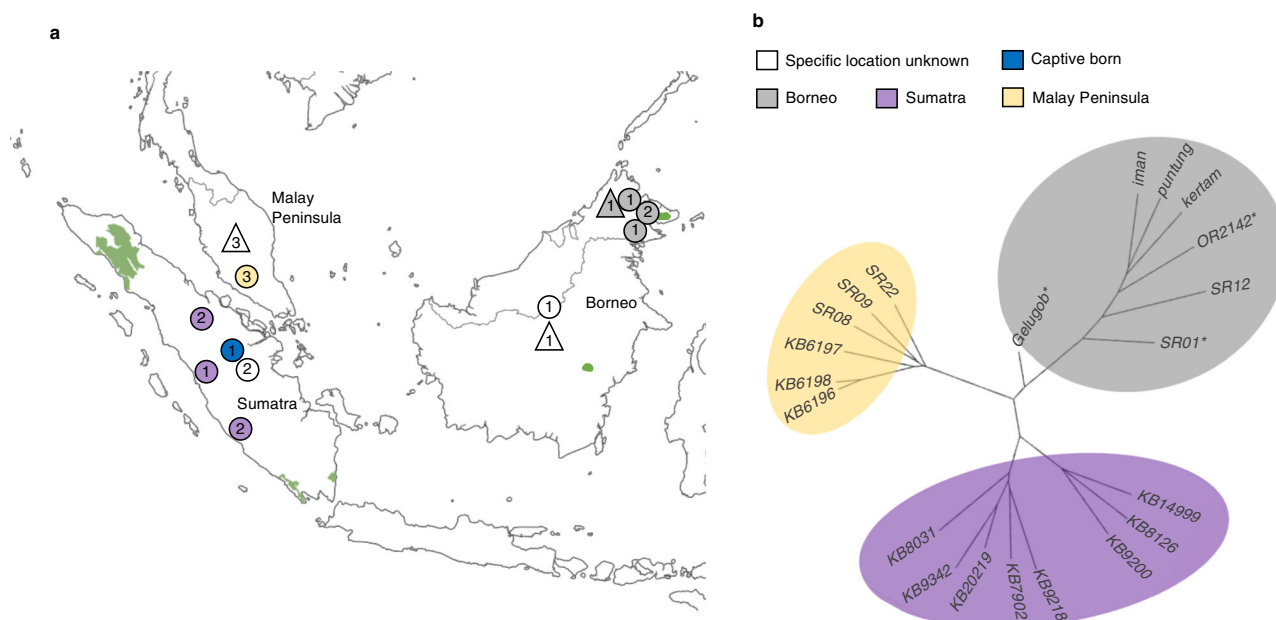 a
Malay
Peninsula
3
3
2
1
1
2
Sumatra
2
1
1
2
1
1
Borneo
1
b
Specific location unknown
Captive born
Borneo
Sumatra
Malay Peninsula
iman
puntung
kertam
OR2142*
SR12
SR01*
Gelugob*
SR22
SR09
SR08
KB6197
KB6198
KB6196
KB14999
KB8126
KB9200
KB8031
KB9342
KB20219
KB7902
KB9218